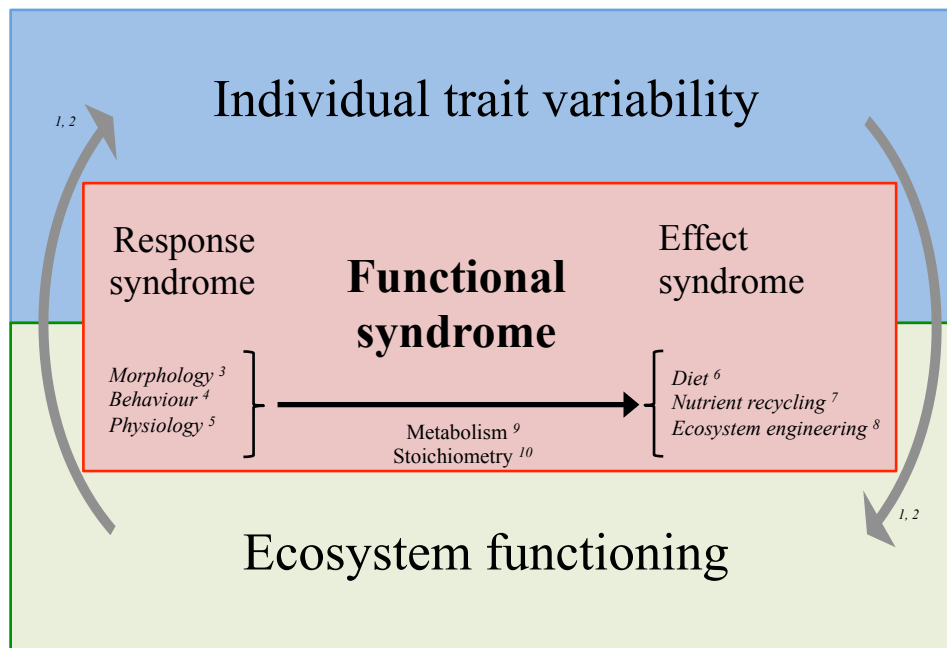 Individual trait variability
1, 2
Response
syndrome
Functional
syndrome
Effect
syndrome
Morphology 3
Behaviour 4
Physiology 5
Metabolism 9
Stoichiometry 10
Diet 6
Nutrient recycling 7
Ecosystem engineering 8
1, 2
Ecosystem functioning